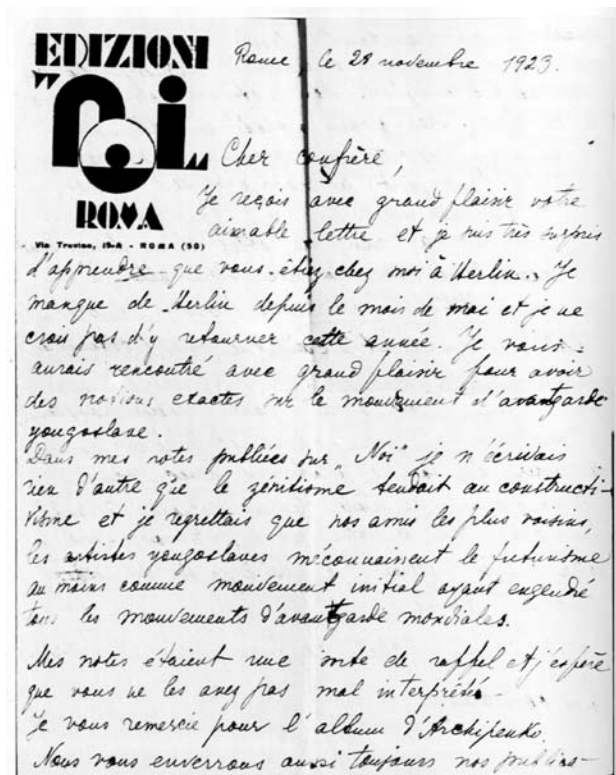 EDIZIONI
"NOI
ROMA
Via Tronto, 89-A - ROMA (50)
Rome, le 28 novembre 1923.
Cher confrère,
Je reçois avec grand plaisir votre
aimable lettre et je suis très surpris
d'apprendre que vous étiez chez moi à Berlin. Je
manque de Berlin depuis le mois de mai et je ne
crois pas d'y retourner cette année. Je vous
aurais rencontré avec grand plaisir pour avoir
des notions exactes sur le mouvement d'avantgarde
yougoslave.
Dans mes notes publiées sur "Noi" je n'écrivais
rien d'autre que le zénitisme tendait au constructi-
visme et je regrettais que nos amis les plus voisins,
les artistes yougoslaves méconnaissent le futurisme
au moins comme mouvement initial ayant engendré
tous les mouvements d'avantgarde mondiales.
Mes notes étaient une sorte de rappel et j'espère
que vous ne les avez pas mal interprété.
Je vous remercie pour l'album d'Archipenko.
Nous vous enverrons aussi toujours nos publica-